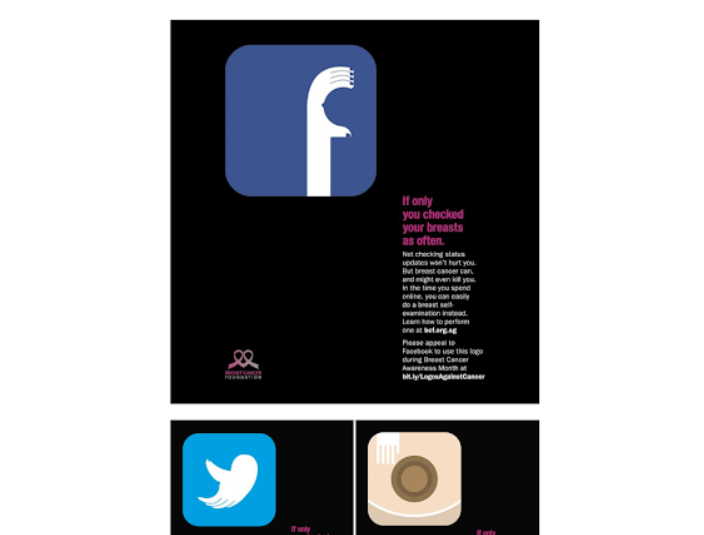 If only
you checked
your breasts
as often.
Not checking status
updates won't hurt you.
But breast cancer can,
and might even kill you.
In the time you spend
online, you can easily
do a breast self-
examination instead.
Learn how to perform
one at bcf.org.sg
Please appeal to
Facebook to use this logo
during Breast Cancer
Awareness Month at
bit.ly/LogosAgainstCancer
BREAST CANCER
FOUNDATION
If only
If only